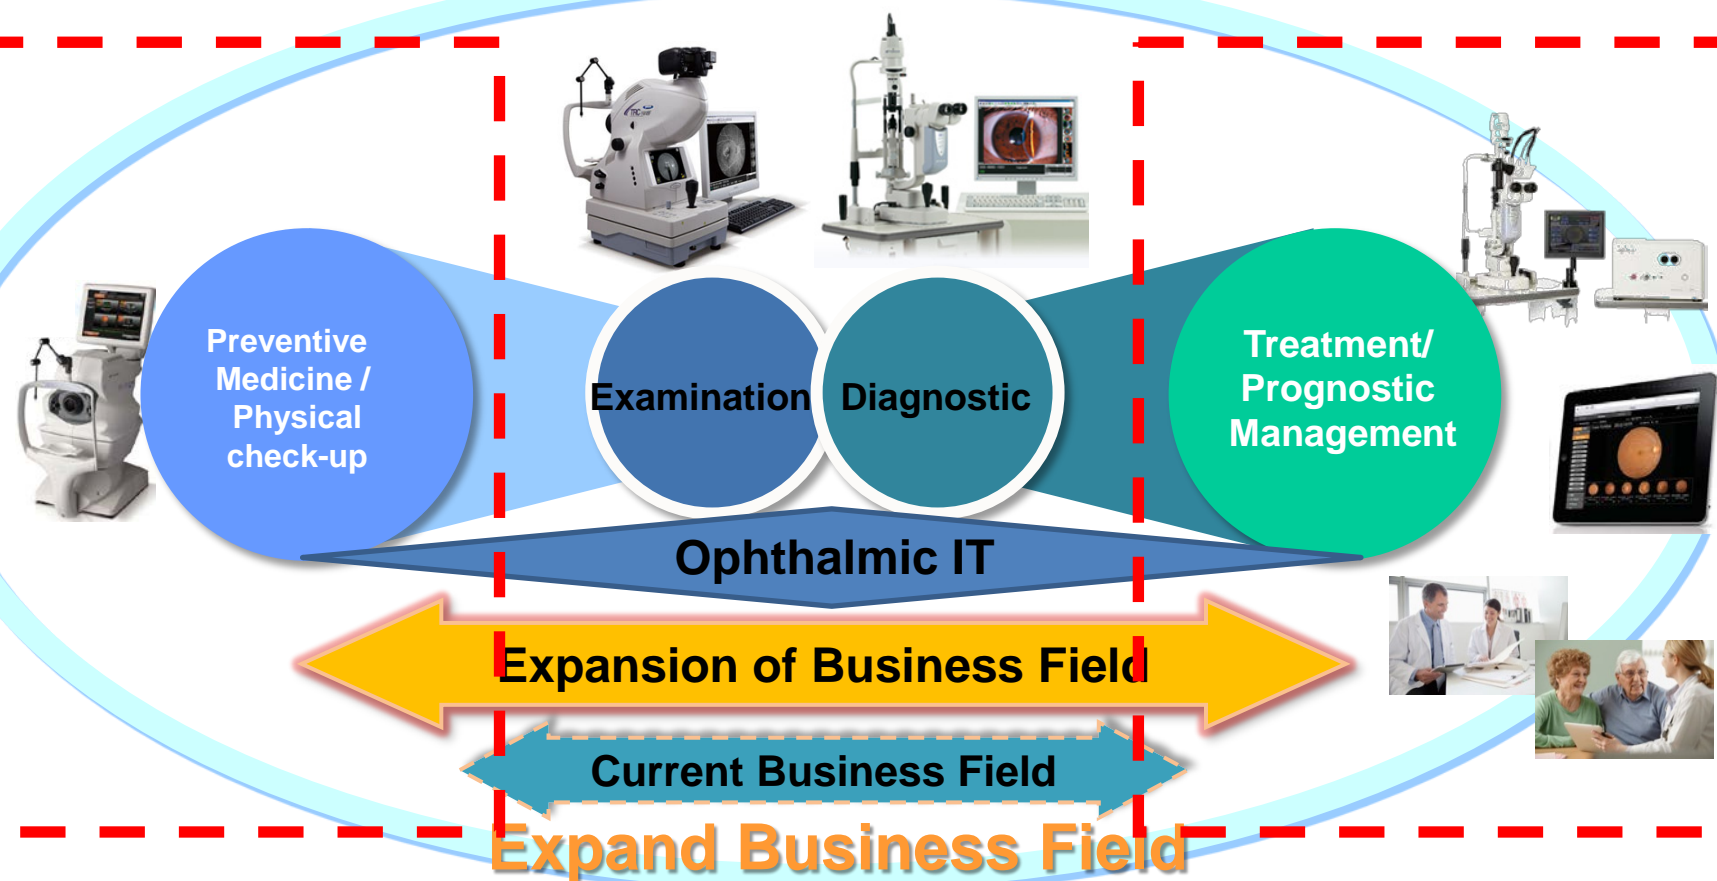 Preventive
Medicine /
Physical
check-up
Examination
Diagnostic
Treatment/
Prognostic
Management
Ophthalmic IT
Expansion of Business Field
Current Business Field
Expand Business Field